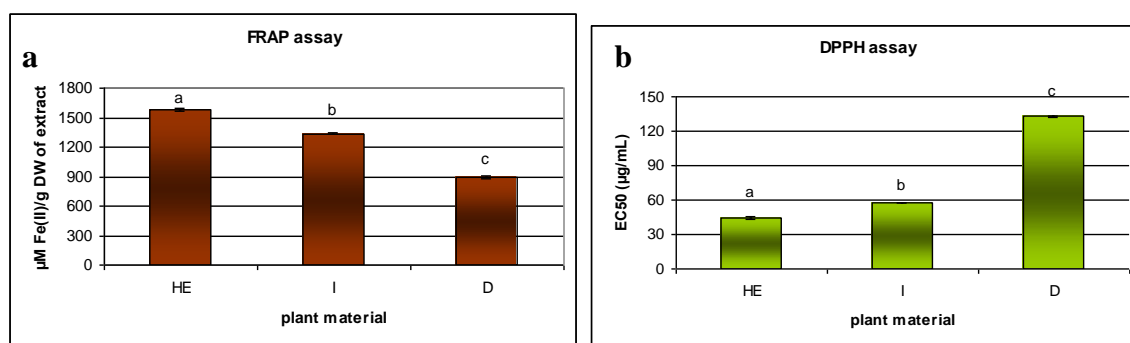 a
FRAP assay
µM Fe(II)/g DW of extract
1800
1500
1200
900
600
300
0
a
b
c
HE
I
D
plant material
b
DPPH assay
EC50 (µg/mL)
150
120
90
60
30
0
a
b
c
HE
I
D
plant material